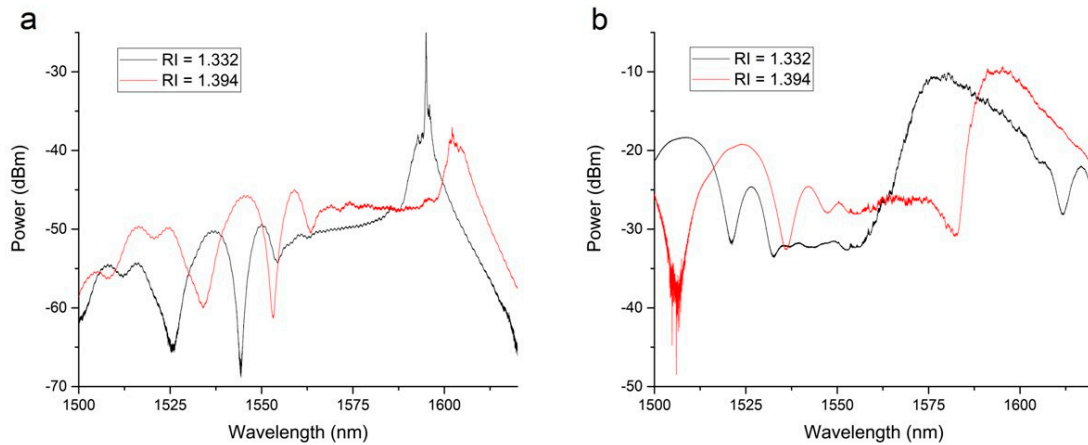 a
RI = 1.332
RI = 1.394
-30
-40
-50
-60
-70
Power (dBm)
1500 1525 1550 1575 1600
Wavelength (nm)
b
RI = 1.332
RI = 1.394
-10
-20
-30
-40
-50
Power (dBm)
1500 1525 1550 1575 1600
Wavelength (nm)